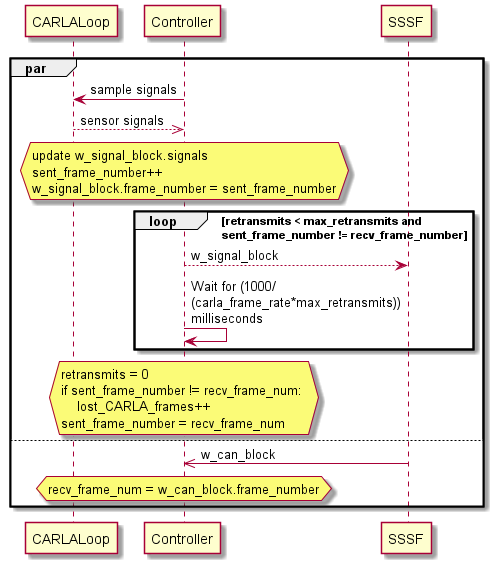 CARLALoop Controller SSSF
par
sample signals
sensor signals
update w_signal_block.signals
sent_frame_number++
w_signal_block.frame_number = sent_frame_number
loop [retransmits < max_retransmits and
sent_frame_number != recv_frame_number]
w_signal_block
Wait for (1000/
(carla_frame_rate*max_retransmits))
milliseconds
retransmits = 0
if sent_frame_number != recv_frame_num:
lost_CARLA_frames++
sent_frame_number = recv_frame_num
w_can_block
recv_frame_num = w_can_block.frame_number
CARLALoop Controller SSSF